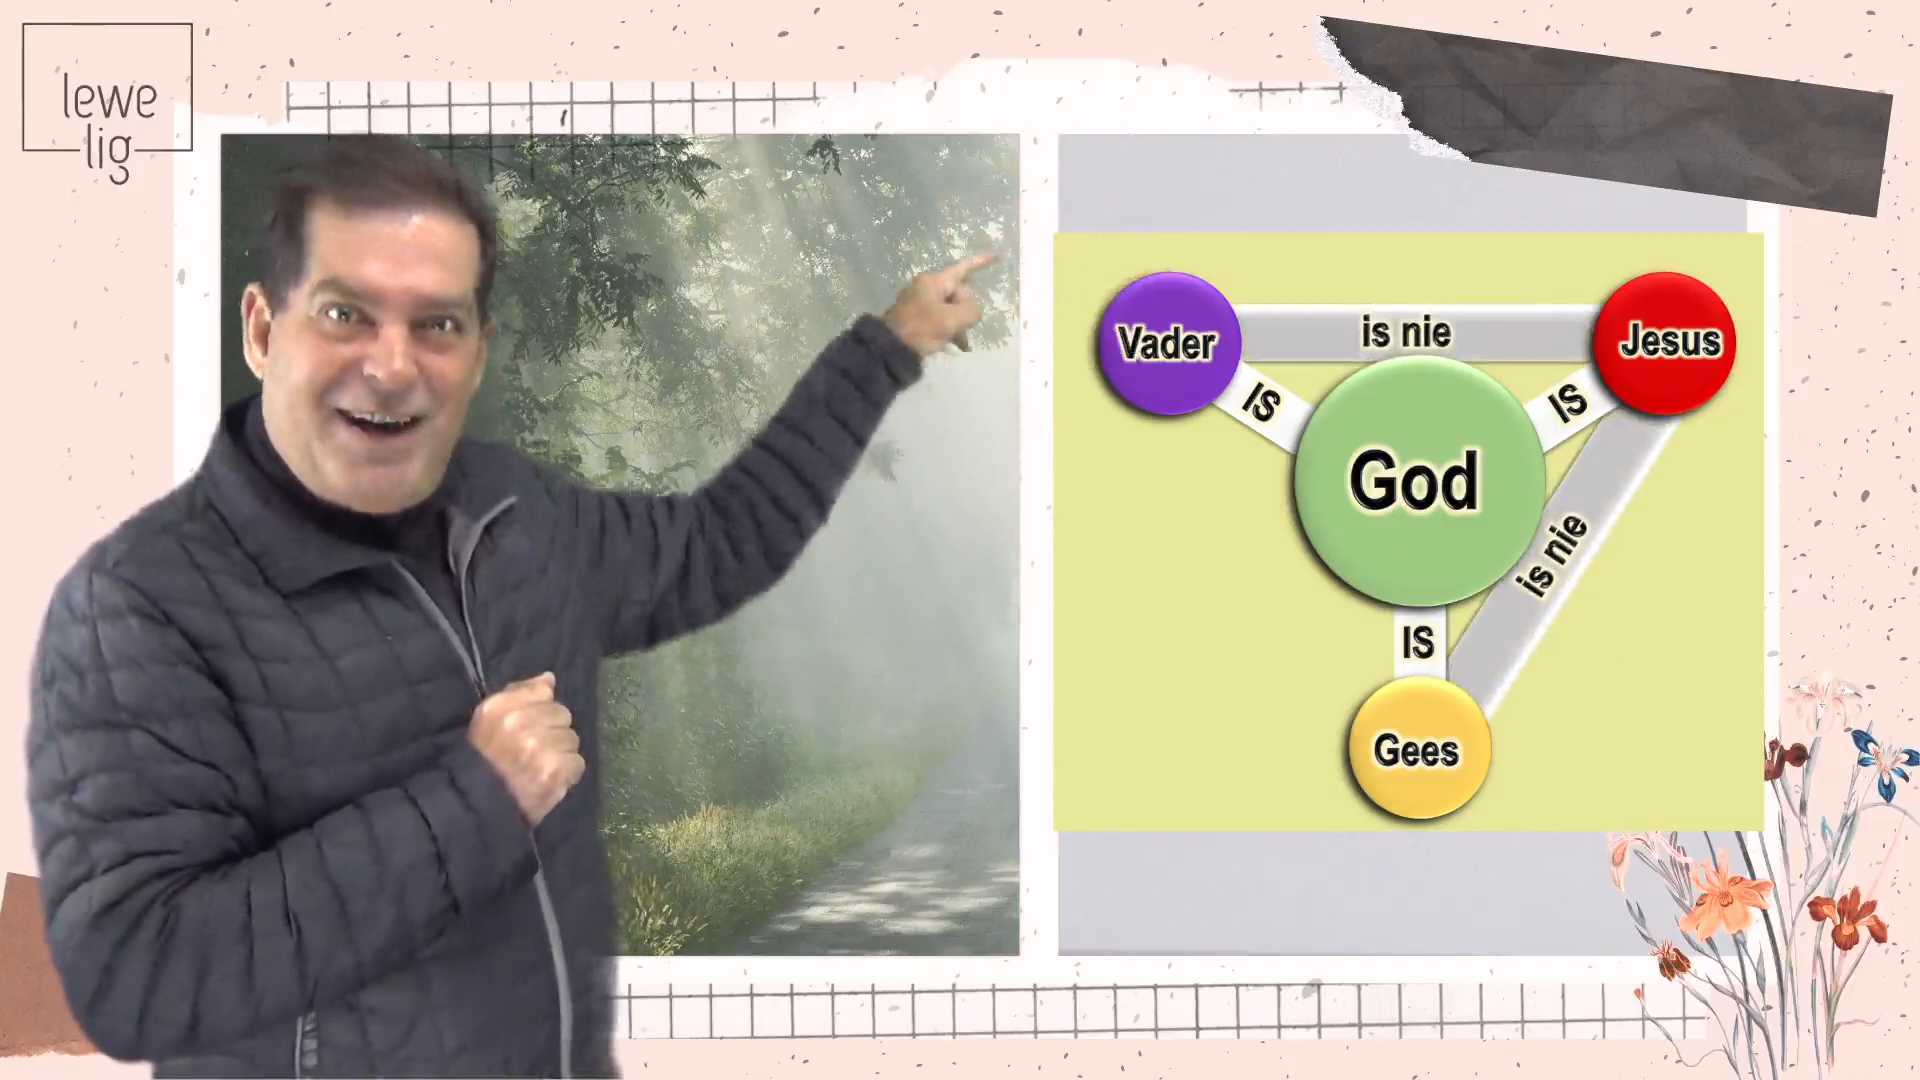 lewe
lig
Vader
is nie
Jesus
IS
IS
God
is nie
IS
Gees